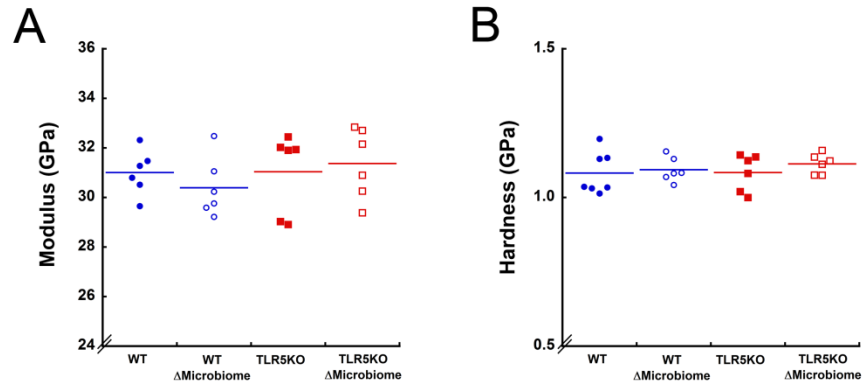 A
Modulus (GPa)
36
34
32
30
28
26
24
WT
WT
ΔMicrobiome
TLR5KO
TLR5KO
ΔMicrobiome
B
Hardness (GPa)
1.5
1.0
0.5
WT
WT
ΔMicrobiome
TLR5KO
TLR5KO
ΔMicrobiome